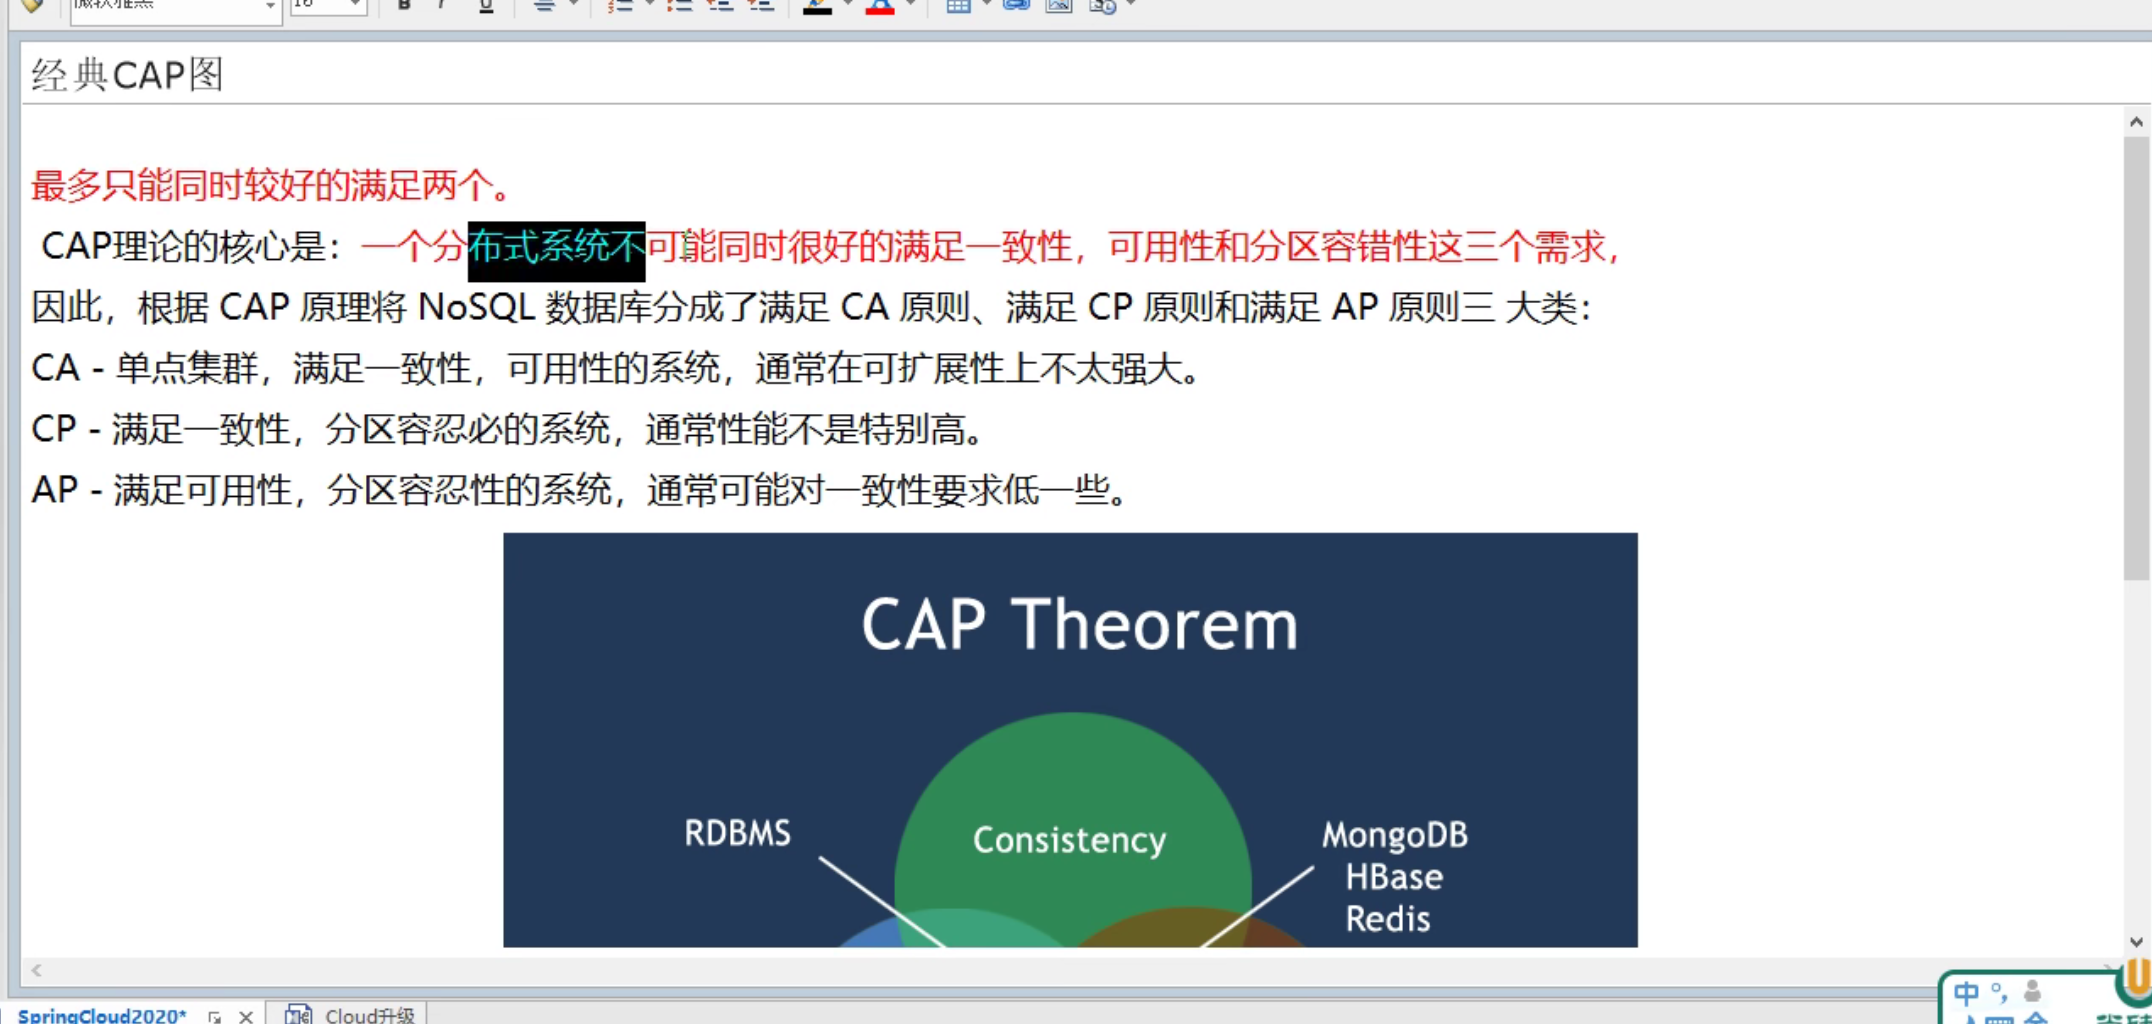 16
经典CAP图
最多只能同时较好的满足两个。
CAP理论的核心是：一个分布式系统不可能同时很好的满足一致性，可用性和分区容错性这三个需求，
因此，根据 CAP 原理将 NoSQL 数据库分成了满足 CA 原则、满足 CP 原则和满足 AP 原则三 大类：
CA - 单点集群，满足一致性，可用性的系统，通常在可扩展性上不太强大。
CP - 满足一致性，分区容忍必的系统，通常性能不是特别高。
AP - 满足可用性，分区容忍性的系统，通常可能对一致性要求低一些。
CAP Theorem
RDBMS
Consistency
MongoDB
HBase
Redis
中
SpringCloud2020*
Cloud升级